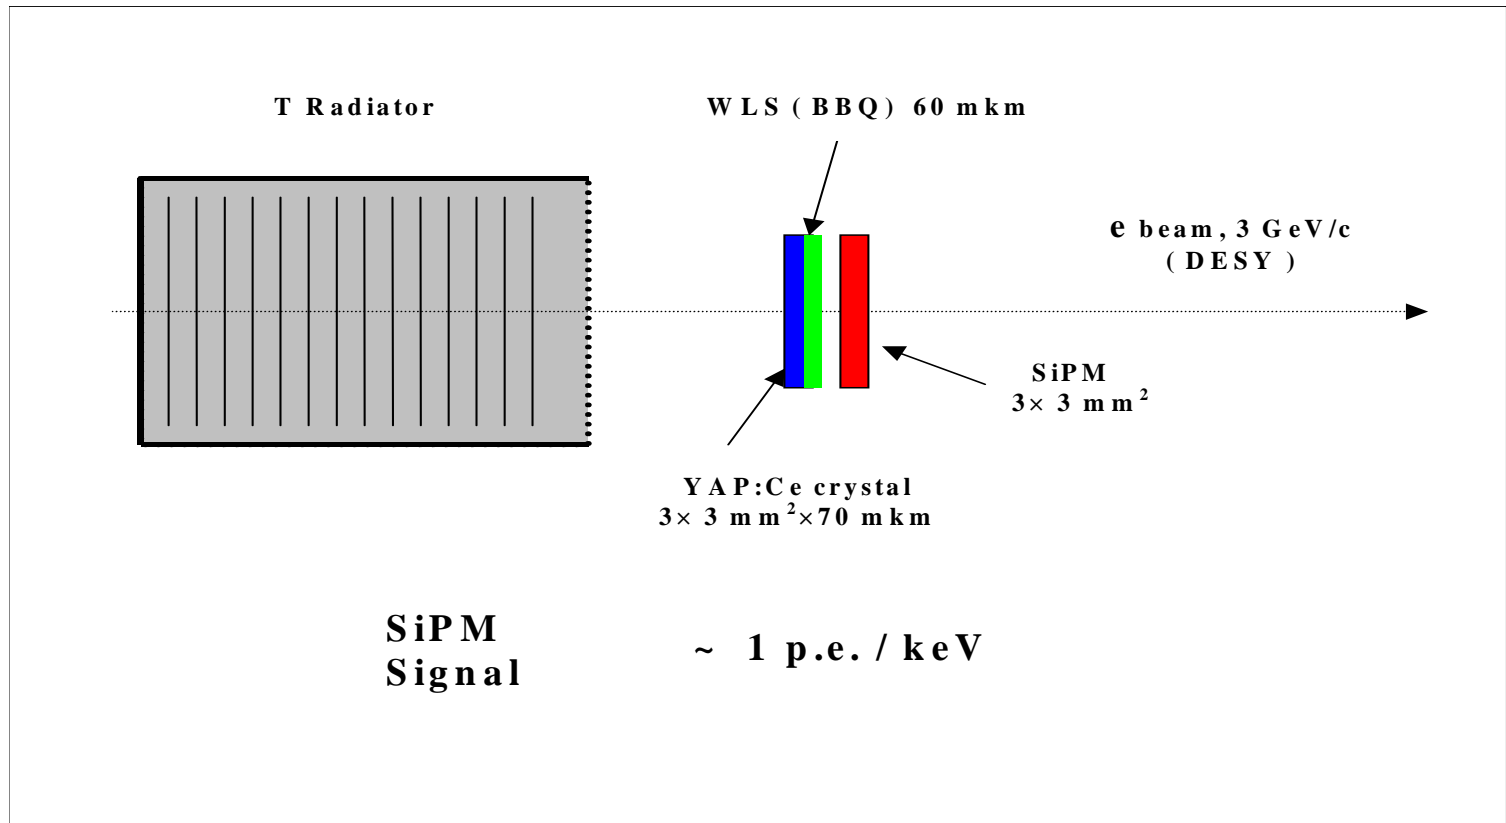 T Radiator
WLS (BBQ) 60 mkm
e beam, 3 GeV/c
(DESY)
SiPM
3× 3 mm²
YAP:Ce crystal
3× 3 mm²×70 mkm
SiPM
Signal
~ 1 p.e. / keV